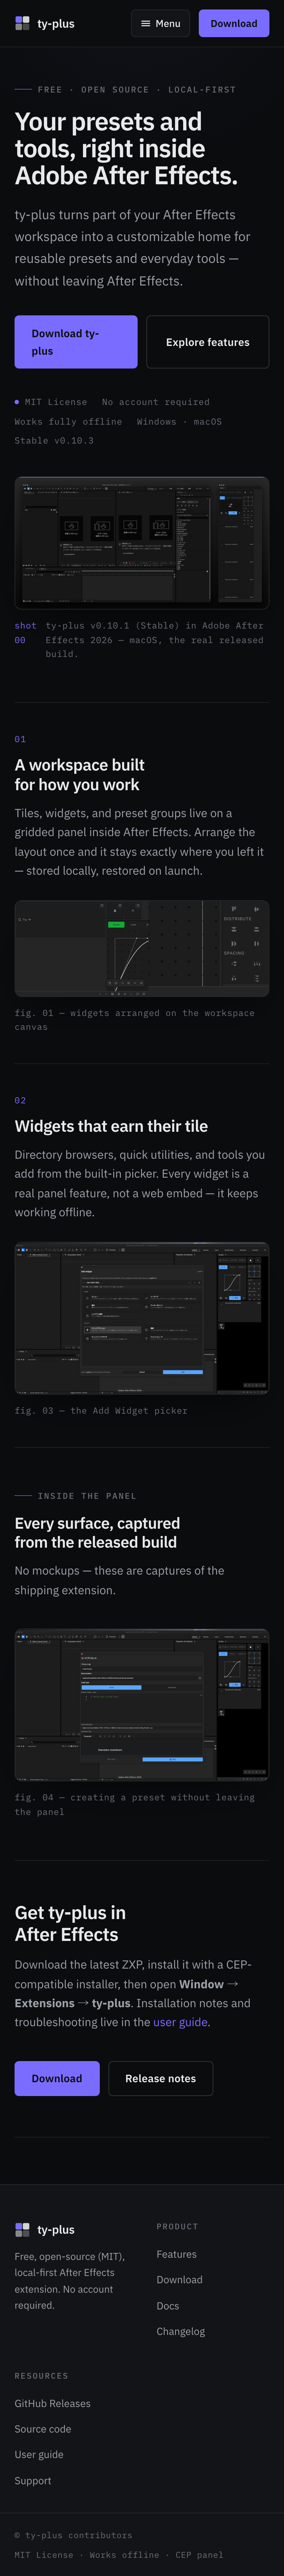 ty-plus
Menu
Download
FREE · OPEN SOURCE · LOCAL-FIRST
Your presets and
tools, right inside
Adobe After Effects.
ty-plus turns part of your After Effects
workspace into a customizable home for
reusable presets and everyday tools —
without leaving After Effects.
Download ty-
plus
Explore features
MIT License No account required
Works fully offline Windows · macOS
Stable v0.10.3
shot
00
ty-plus v0.10.1 (Stable) in Adobe After
Effects 2026 — macOS, the real released
build.
01
A workspace built
for how you work
Tiles, widgets, and preset groups live on a
gridded panel inside After Effects. Arrange the
layout once and it stays exactly where you left it
— stored locally, restored on launch.
DISTRIBUTE
SPACING
fig. 01 — widgets arranged on the workspace
canvas
02
Widgets that earn their tile
Directory browsers, quick utilities, and tools you
add from the built-in picker. Every widget is a
real panel feature, not a web embed — it keeps
working offline.
fig. 03 — the Add Widget picker
INSIDE THE PANEL
Every surface, captured
from the released build
No mockups — these are captures of the
shipping extension.
fig. 04 — creating a preset without leaving
the panel
Get ty-plus in
After Effects
Download the latest ZXP, install it with a CEP-
compatible installer, then open Window →
Extensions → ty-plus. Installation notes and
troubleshooting live in the user guide.
Download
Release notes
ty-plus
Free, open-source (MIT),
local-first After Effects
extension. No account
required.
PRODUCT
Features
Download
Docs
Changelog
RESOURCES
GitHub Releases
Source code
User guide
Support
© ty-plus contributors
MIT License · Works offline · CEP panel